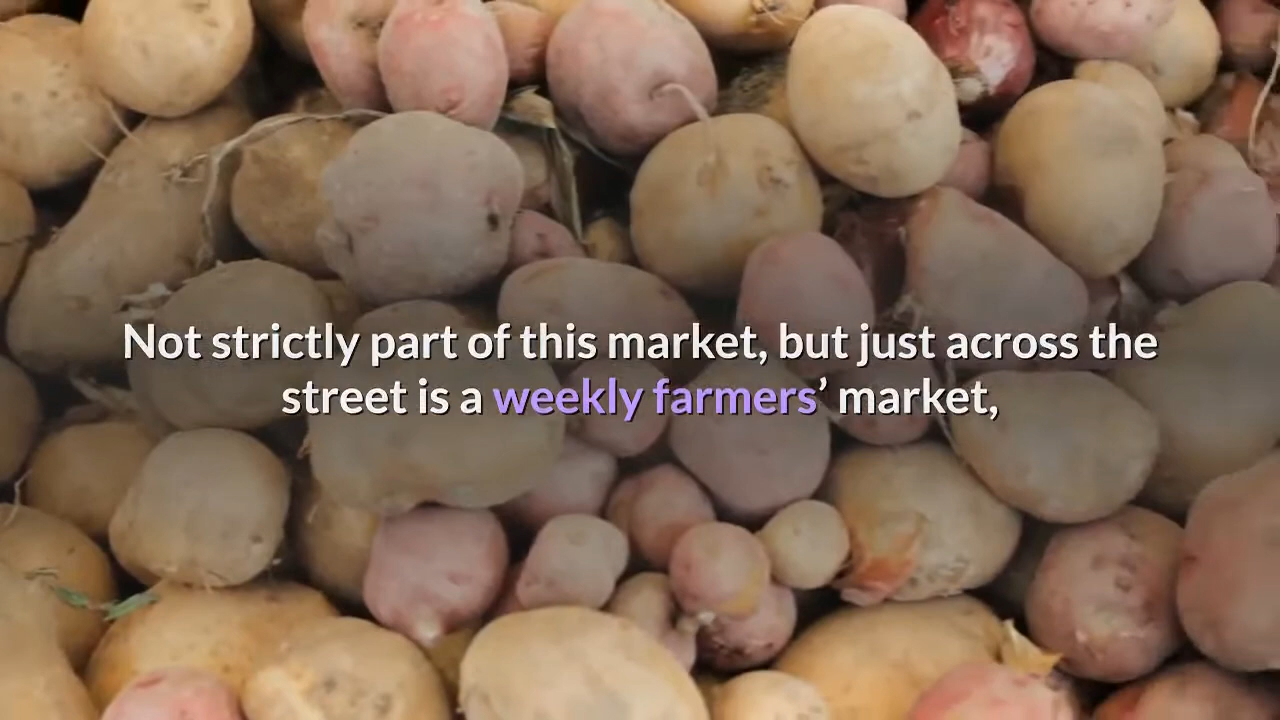 Not strictly part of this market, but just across the
street is a weekly farmers’ market,